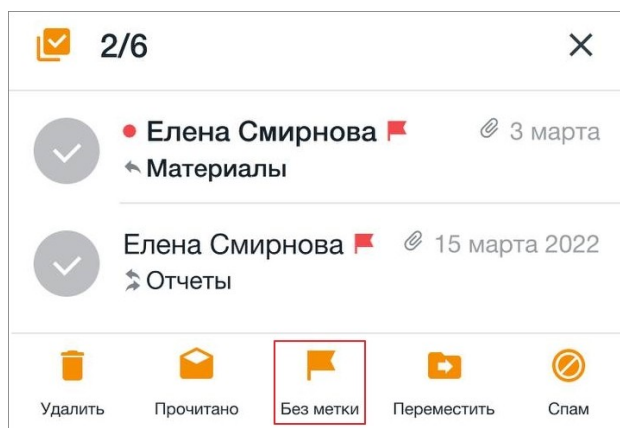 2/6
Елена Смирнова 3 марта
Материалы
Елена Смирнова 15 марта 2022
Отчеты
Удалить Прочитано Без метки Переместить Спам